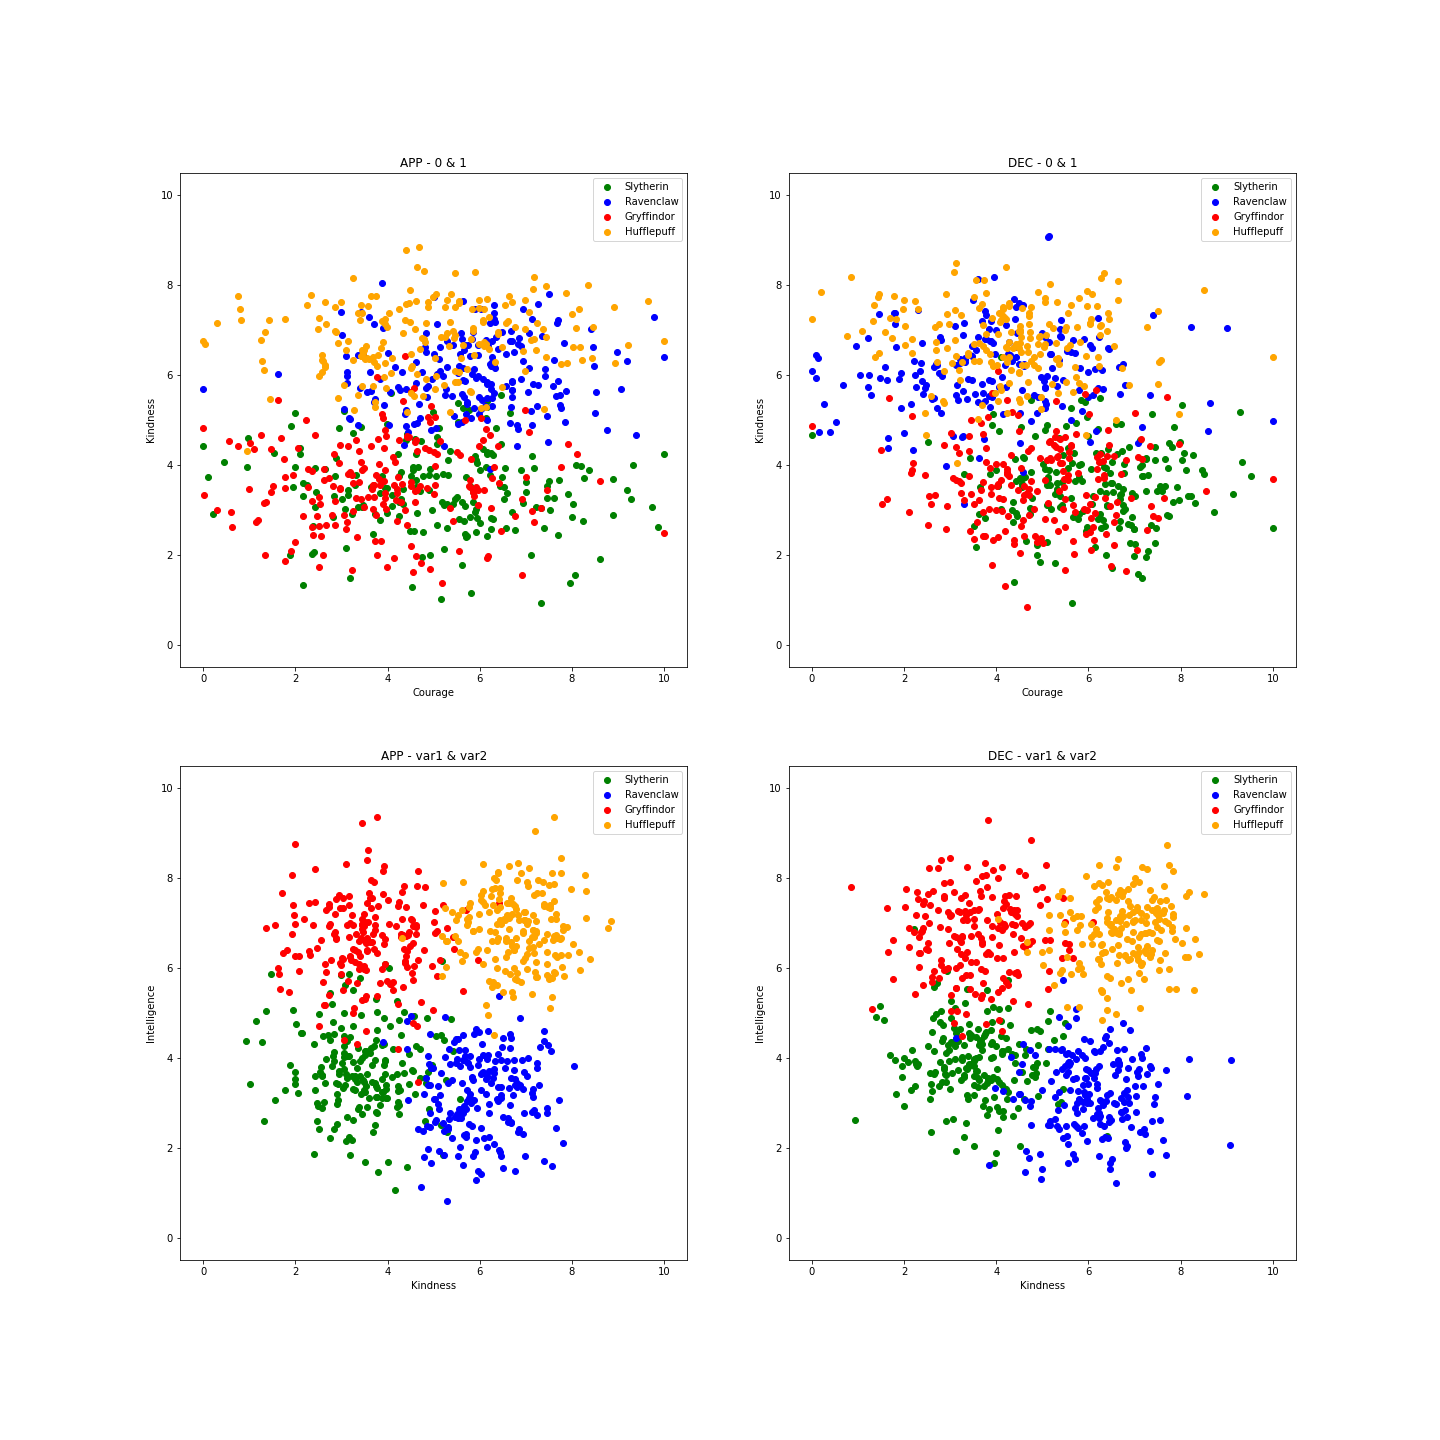 APP - 0 & 1
Slytherin
Ravenclaw
Gryffindor
Hufflepuff
10
8
6
4
2
0
Kindness
0 2 4 6 8 10
Courage
DEC - 0 & 1
Slytherin
Ravenclaw
Gryffindor
Hufflepuff
10
8
6
4
2
0
Kindness
0 2 4 6 8 10
Courage
APP - var1 & var2
Slytherin
Ravenclaw
Gryffindor
Hufflepuff
10
8
6
4
2
0
Intelligence
0 2 4 6 8 10
Kindness
DEC - var1 & var2
Slytherin
Ravenclaw
Gryffindor
Hufflepuff
10
8
6
4
2
0
Intelligence
0 2 4 6 8 10
Kindness